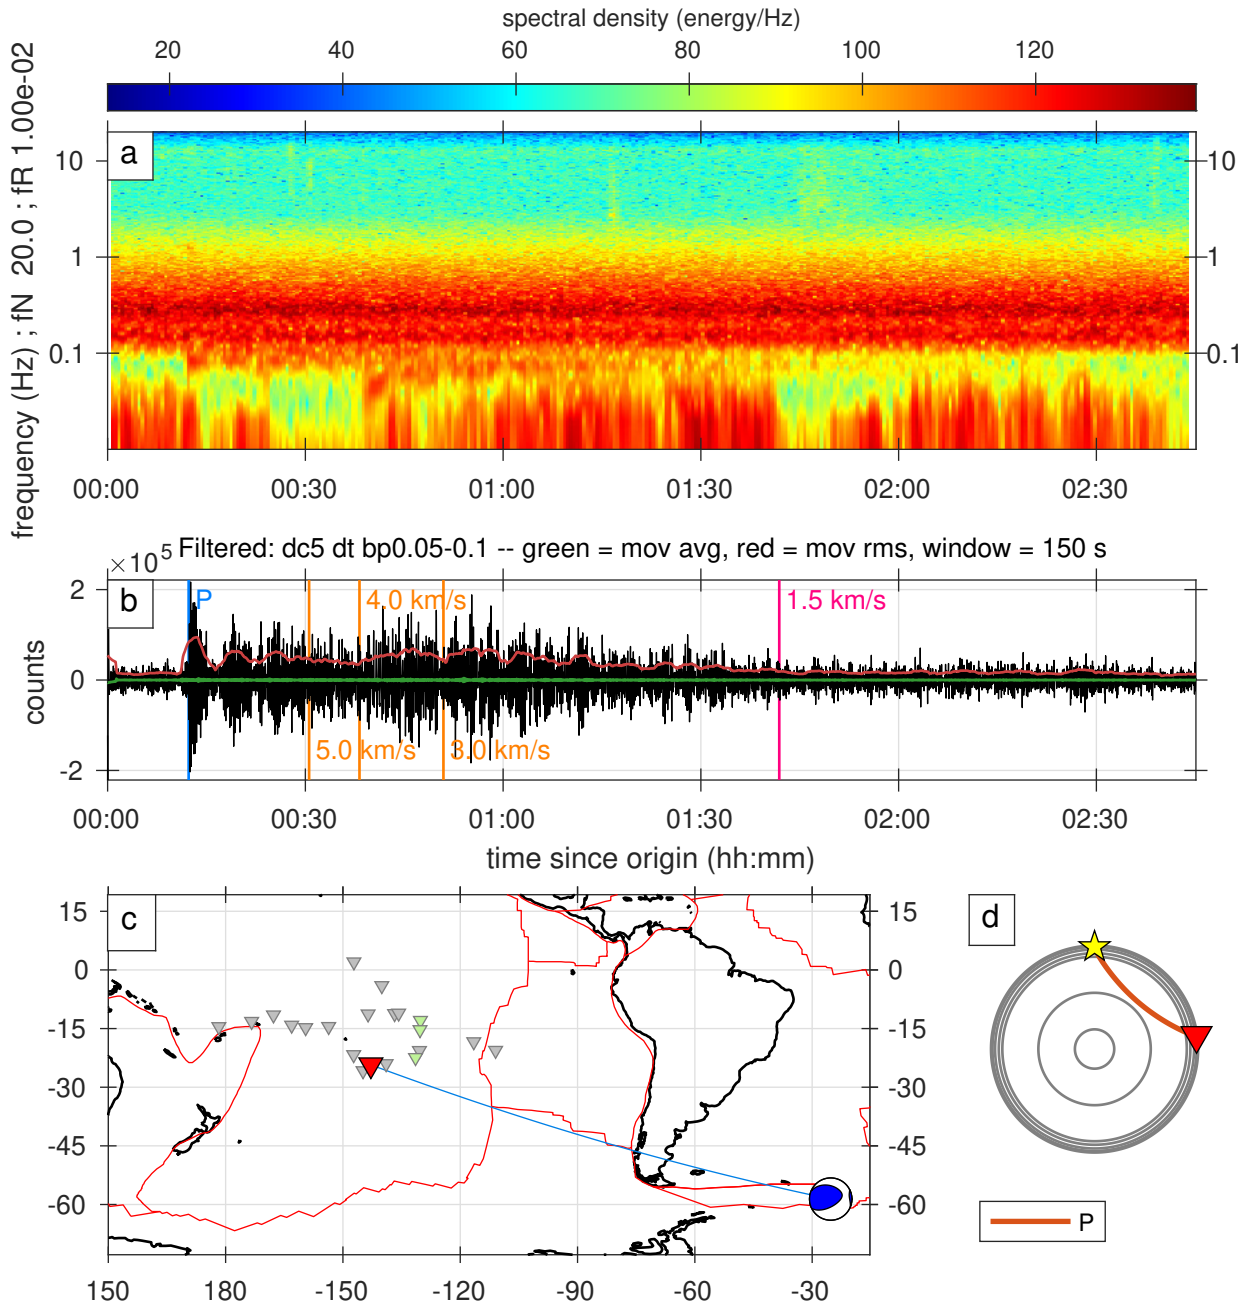 spectral density (energy/Hz)
20 40 60 80 100 120
frequency (Hz) ; fN 20.0 ; fR 1.00e-02
a
10 10
1 1
0.1 0.1
00:00 00:30 01:00 01:30 02:00 02:30
×10^5 Filtered: dc5 dt bp0.05-0.1 -- green = mov avg, red = mov rms, window = 150 s
b
counts
2
0
-2
P 4.0 km/s 1.5 km/s
5.0 km/s 3.0 km/s
00:00 00:30 01:00 01:30 02:00 02:30
time since origin (hh:mm)
c
15 15
0 0
-15 -15
-30 -30
-45 -45
-60 -60
150 180 -150 -120 -90 -60 -30
d
P